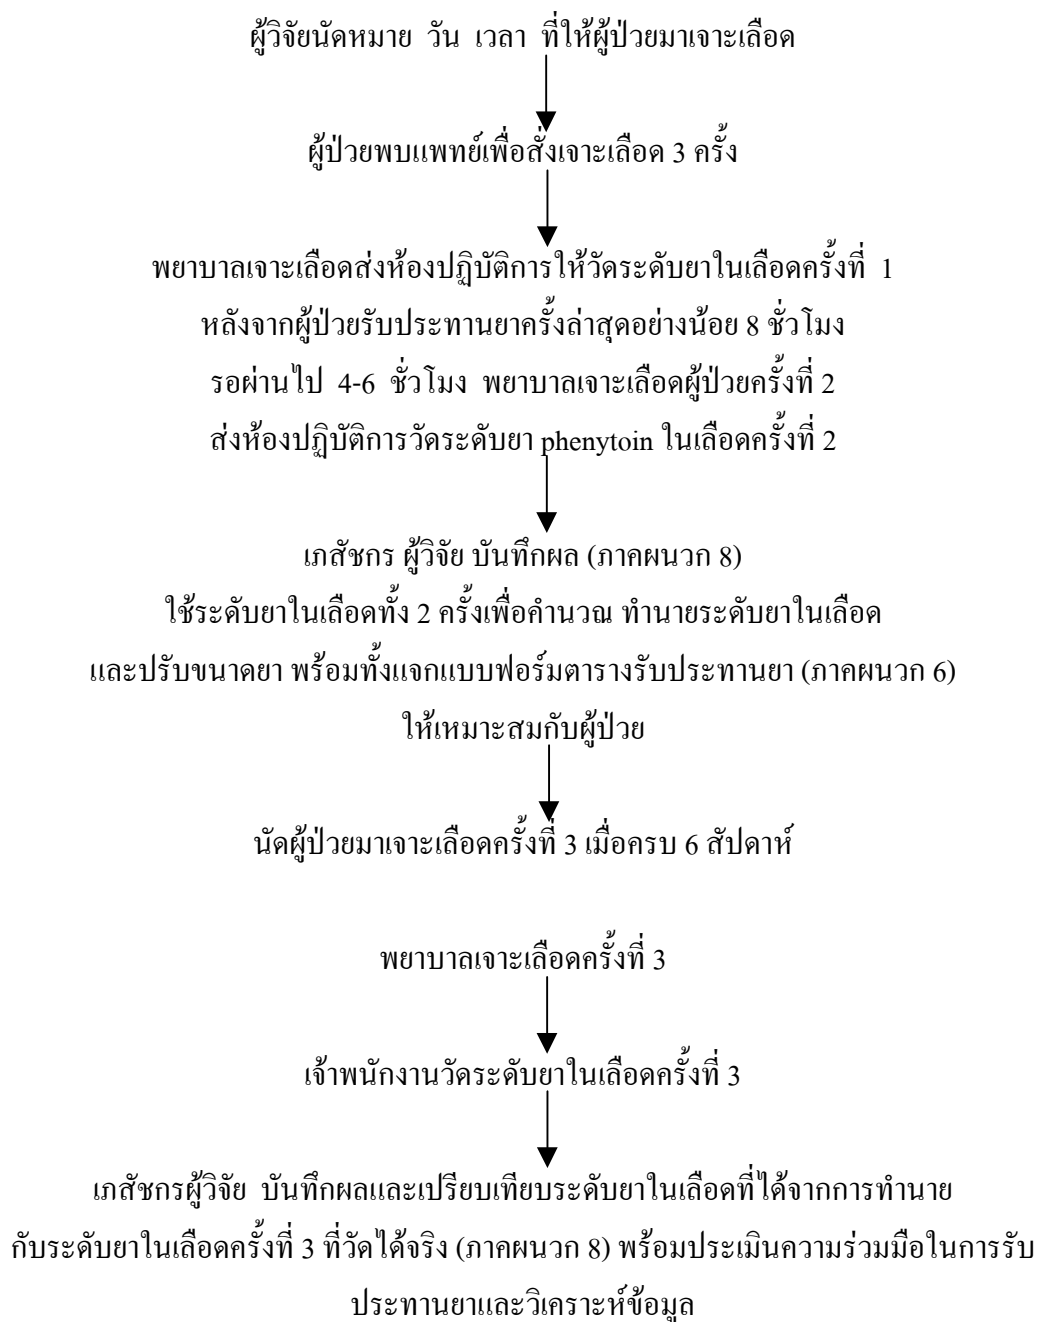 ผู้วิจัยนัดหมาย วัน เวลา ที่ให้ผู้ป่วยมาเจาะเลือด
ผู้ป่วยพบแพทย์เพื่อสั่งเจาะเลือด 3 ครั้ง
พยาบาลเจาะเลือดส่งห้องปฏิบัติการให้วัดระดับยาในเลือดครั้งที่ 1
หลังจากผู้ป่วยรับประทานยาครั้งล่าสุดอย่างน้อย 8 ชั่วโมง
รอผ่านไป 4-6 ชั่วโมง พยาบาลเจาะเลือดผู้ป่วยครั้งที่ 2
ส่งห้องปฏิบัติการวัดระดับยา phenytoin ในเลือดครั้งที่ 2
เภสัชกร ผู้วิจัย บันทึกผล (ภาคผนวก 8)
ใช้ระดับยาในเลือดทั้ง 2 ครั้งเพื่อคำนวณ ทำนายระดับยาในเลือด
และปรับขนาดยา พร้อมทั้งแจกแบบฟอร์มตารางรับประทานยา (ภาคผนวก 6)
ให้เหมาะสมกับผู้ป่วย
นัดผู้ป่วยมาเจาะเลือดครั้งที่ 3 เมื่อครบ 6 สัปดาห์
พยาบาลเจาะเลือดครั้งที่ 3
เจ้าพนักงานวัดระดับยาในเลือดครั้งที่ 3
เภสัชกรผู้วิจัย บันทึกผลและเปรียบเทียบระดับยาในเลือดที่ได้จากการทำนาย
กับระดับยาในเลือดครั้งที่ 3 ที่วัดได้จริง (ภาคผนวก 8) พร้อมประเมินความร่วมมือในการรับ
ประทานยาและวิเคราะห์ข้อมูล